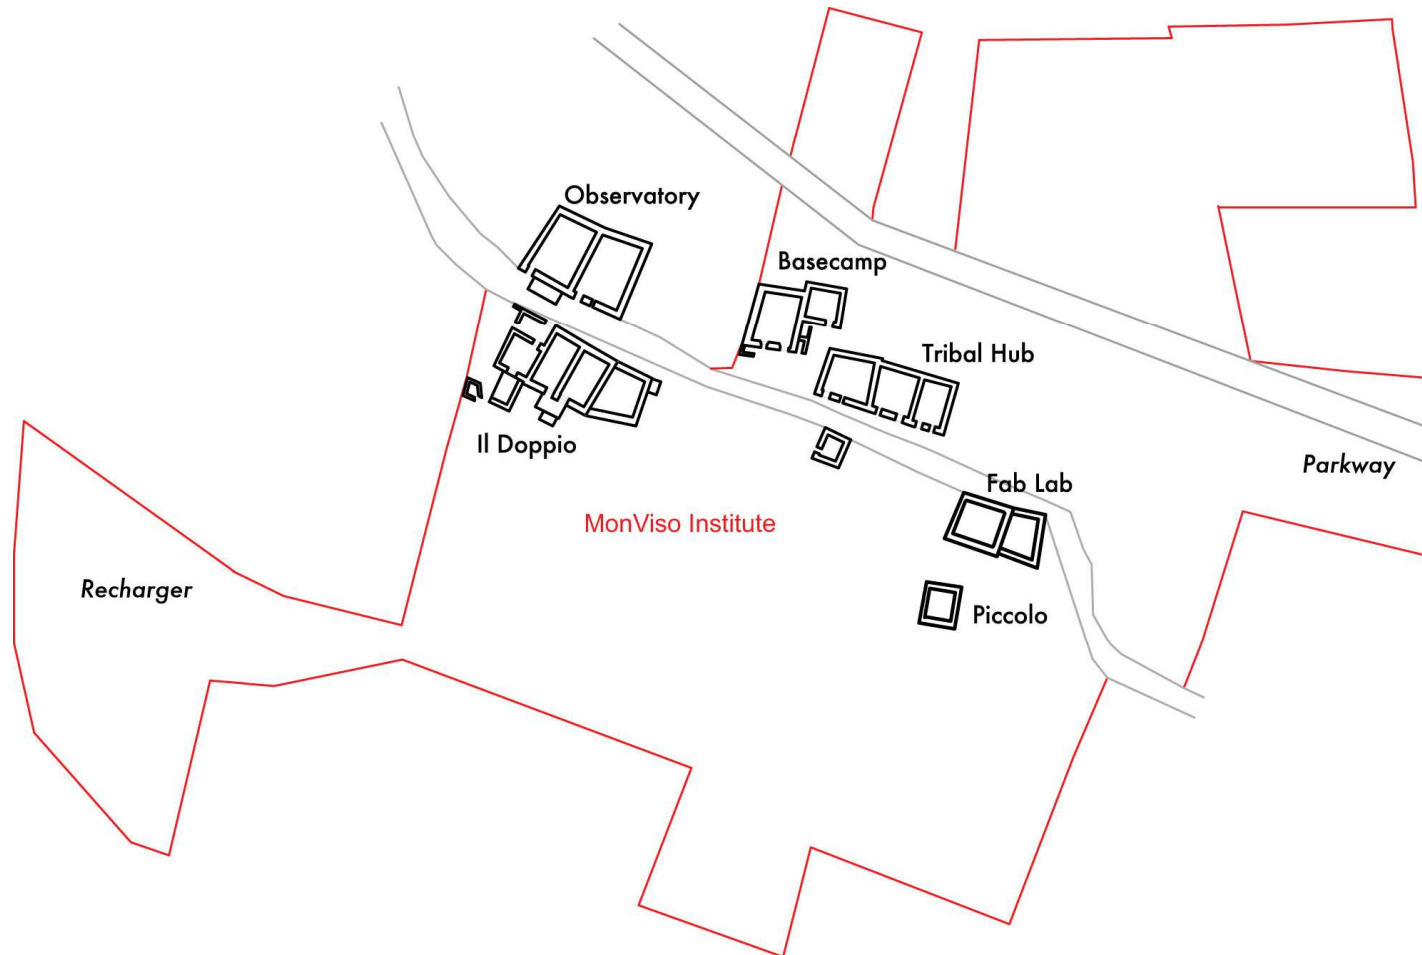 Observatory
Basecamp
Tribal Hub
Il Doppio
Parkway
Fab Lab
MonViso Institute
Recharger
Piccolo